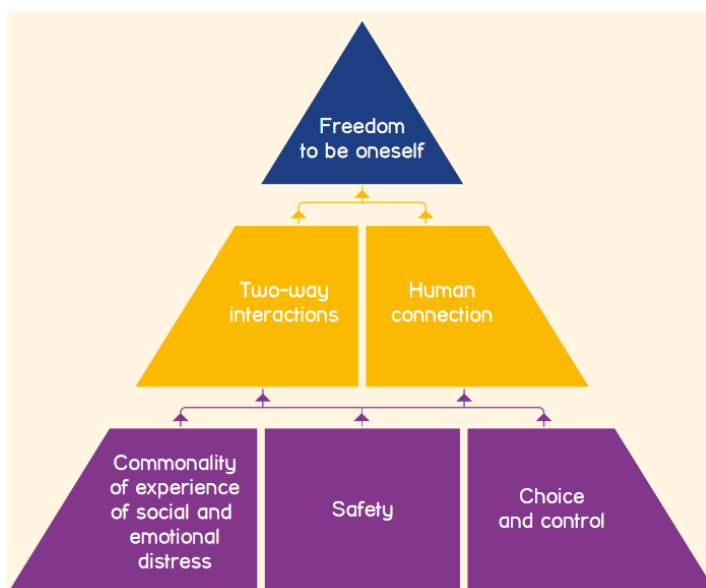 Freedom
to be oneself
Two-way
interactions
Human
connection
Commonality
of experience
of social and
emotional
distress
Safety
Choice
and control